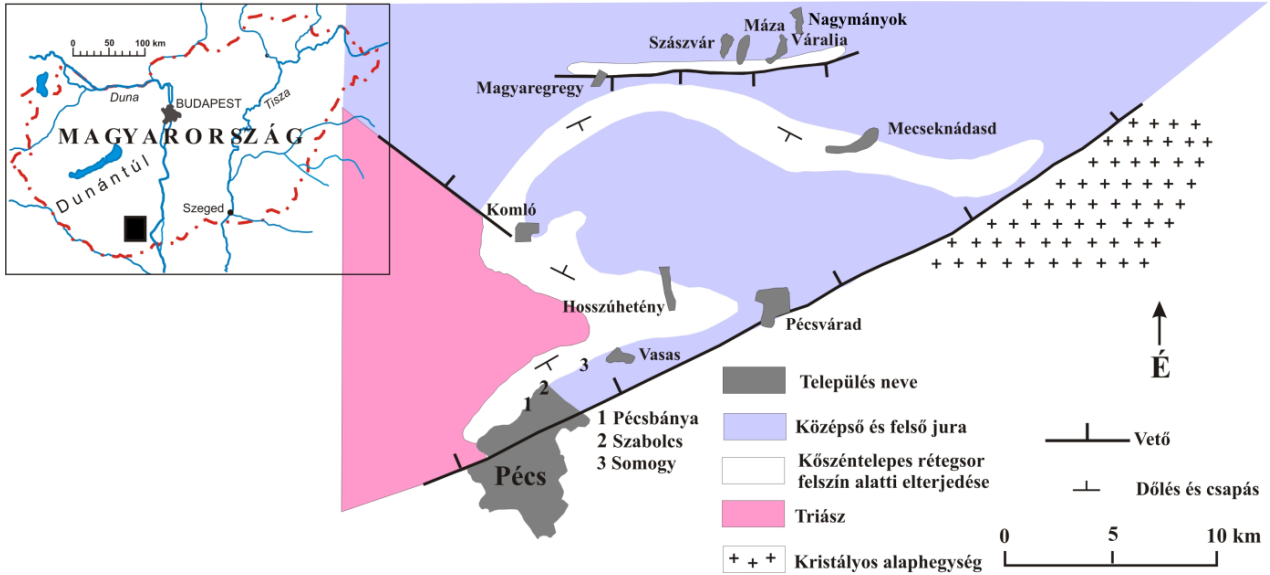 0 50 100 km
Duna
BUDAPEST
Tisza
MAGYARORSZÁG
Dunántúl
Szeged
Nagymányok
Máza
Szászvár
Váralja
Magyaregregy
Mecseknádasd
Komló
Hosszúhetény
Pécsvárad
Vasas
3
2
1
Pécs
1 Pécsbánya
2 Szabolcs
3 Somogy
É
Település neve
Középső és felső jura
Kőszéntelepes rétegsor
felszín alatti elterjedése
Triász
Kristályos alaphegység
Vető
Dőlés és csapás
0 5 10 km